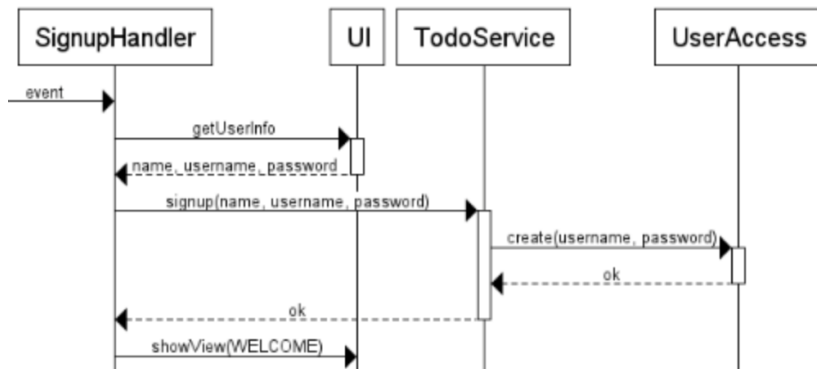 SignupHandler UI TodoService UserAccess
event
getUserInfo
name, username, password
signup(name, username, password)
create(username, password)
ok
ok
showView(WELCOME)